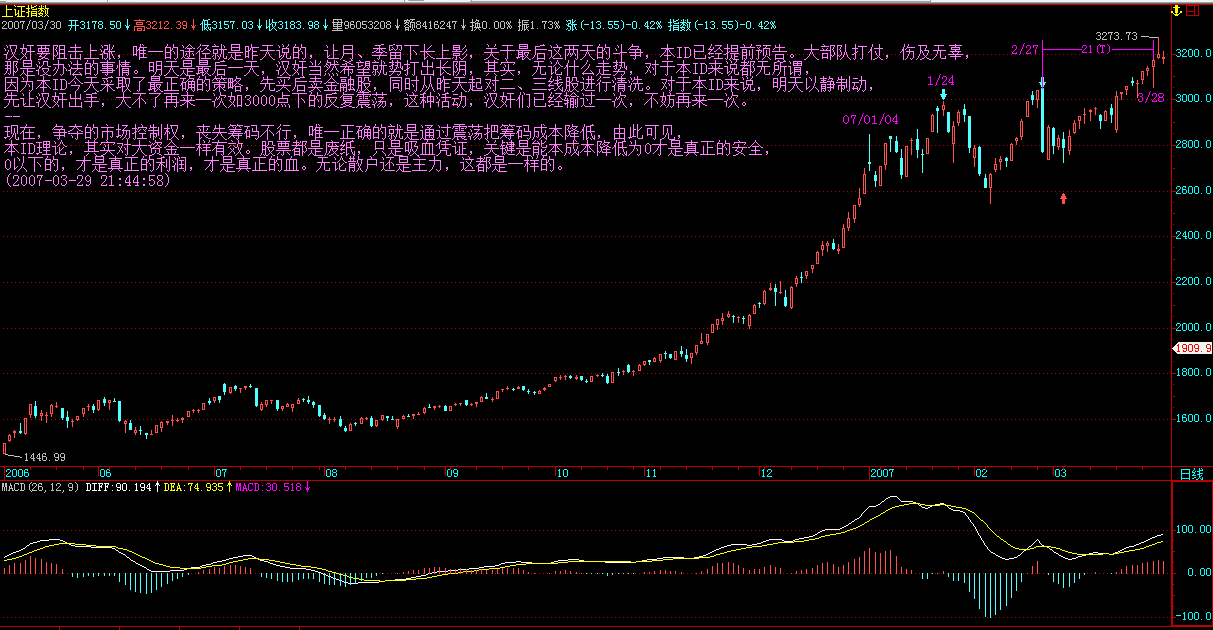 上证指数
2007/03/30 开3178.50↓高3212.39↓低3157.03↓收3183.98↓量96053208↓额8416247↓换0.00% 振1.73% 涨(-13.55)-0.42% 指数(-13.55)-0.42%
汉奸要阻击上涨，唯一的途径就是昨天说的，让月、季留下长上影，关于最后这两天的斗争，本ID已经提前预告。大部队打仗，伤及无辜，
那是没办法的事情。明天是最后一天，汉奸当然希望就势打出长阴，其实，无论什么走势，对于本ID来说都无所谓，
因为本ID今天采取了最正确的策略，先买后卖金融股，同时从昨天起对二、三线股进行清洗。对于本ID来说，明天以静制动，
先让汉奸出手，大不了再来一次如3000点下的反复震荡，这种活动，汉奸们已经输过一次，不妨再来一次。
--
现在，争夺的市场控制权，丧失筹码不行，唯一正确的就是通过震荡把筹码成本降低，由此可见，
本ID理论，其实对大资金一样有效。股票都是废纸，只是吸血凭证，关键是能本成本降低为0才是真正的安全，
0以下的，才是真正的利润，才是真正的血。无论散户还是主力，这都是一样的。
(2007-03-29 21:44:58)
3273.73
2/27
21(T)
1/24
3/28
07/01/04
1446.99
3200.0
3000.0
2800.0
2600.0
2400.0
2200.0
2000.0
1909.9
1800.0
1600.0
2006 06 07 08 09 10 11 12 2007 02 03 日线
MACD(26,12,9) DIFF:90.194↑DEA:74.935↑MACD:30.518↓
100.00
0.00
-100.00